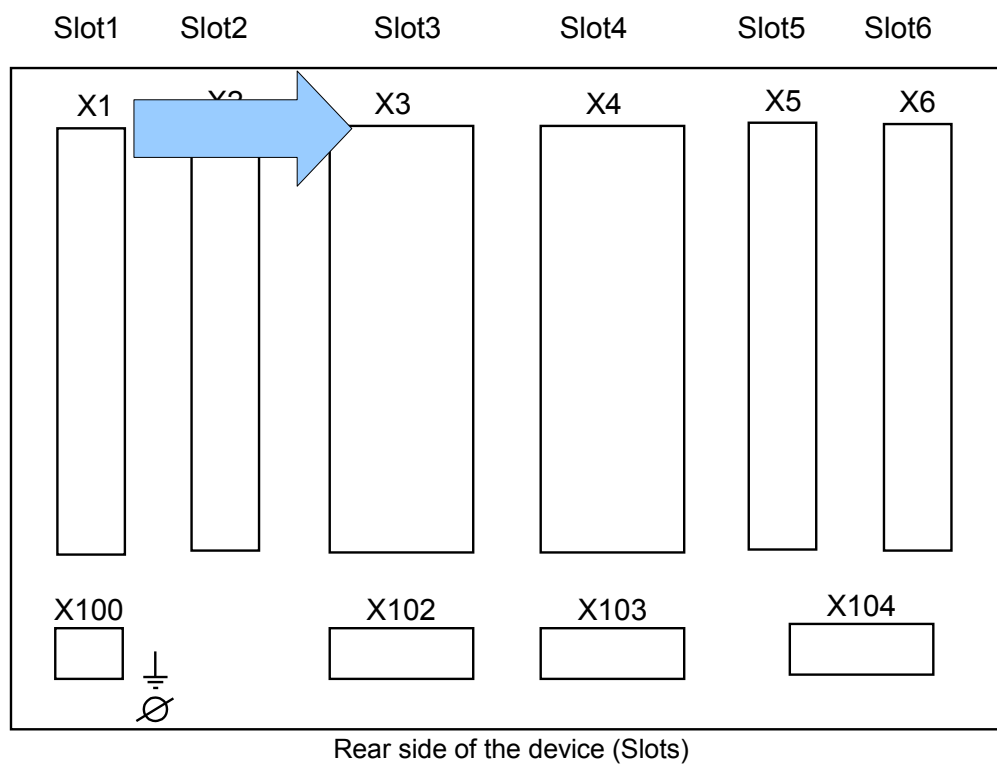 Slot1 Slot2 Slot3 Slot4 Slot5 Slot6
X1 X3 X4 X5 X6
X100 X102 X103 X104
Rear side of the device (Slots)